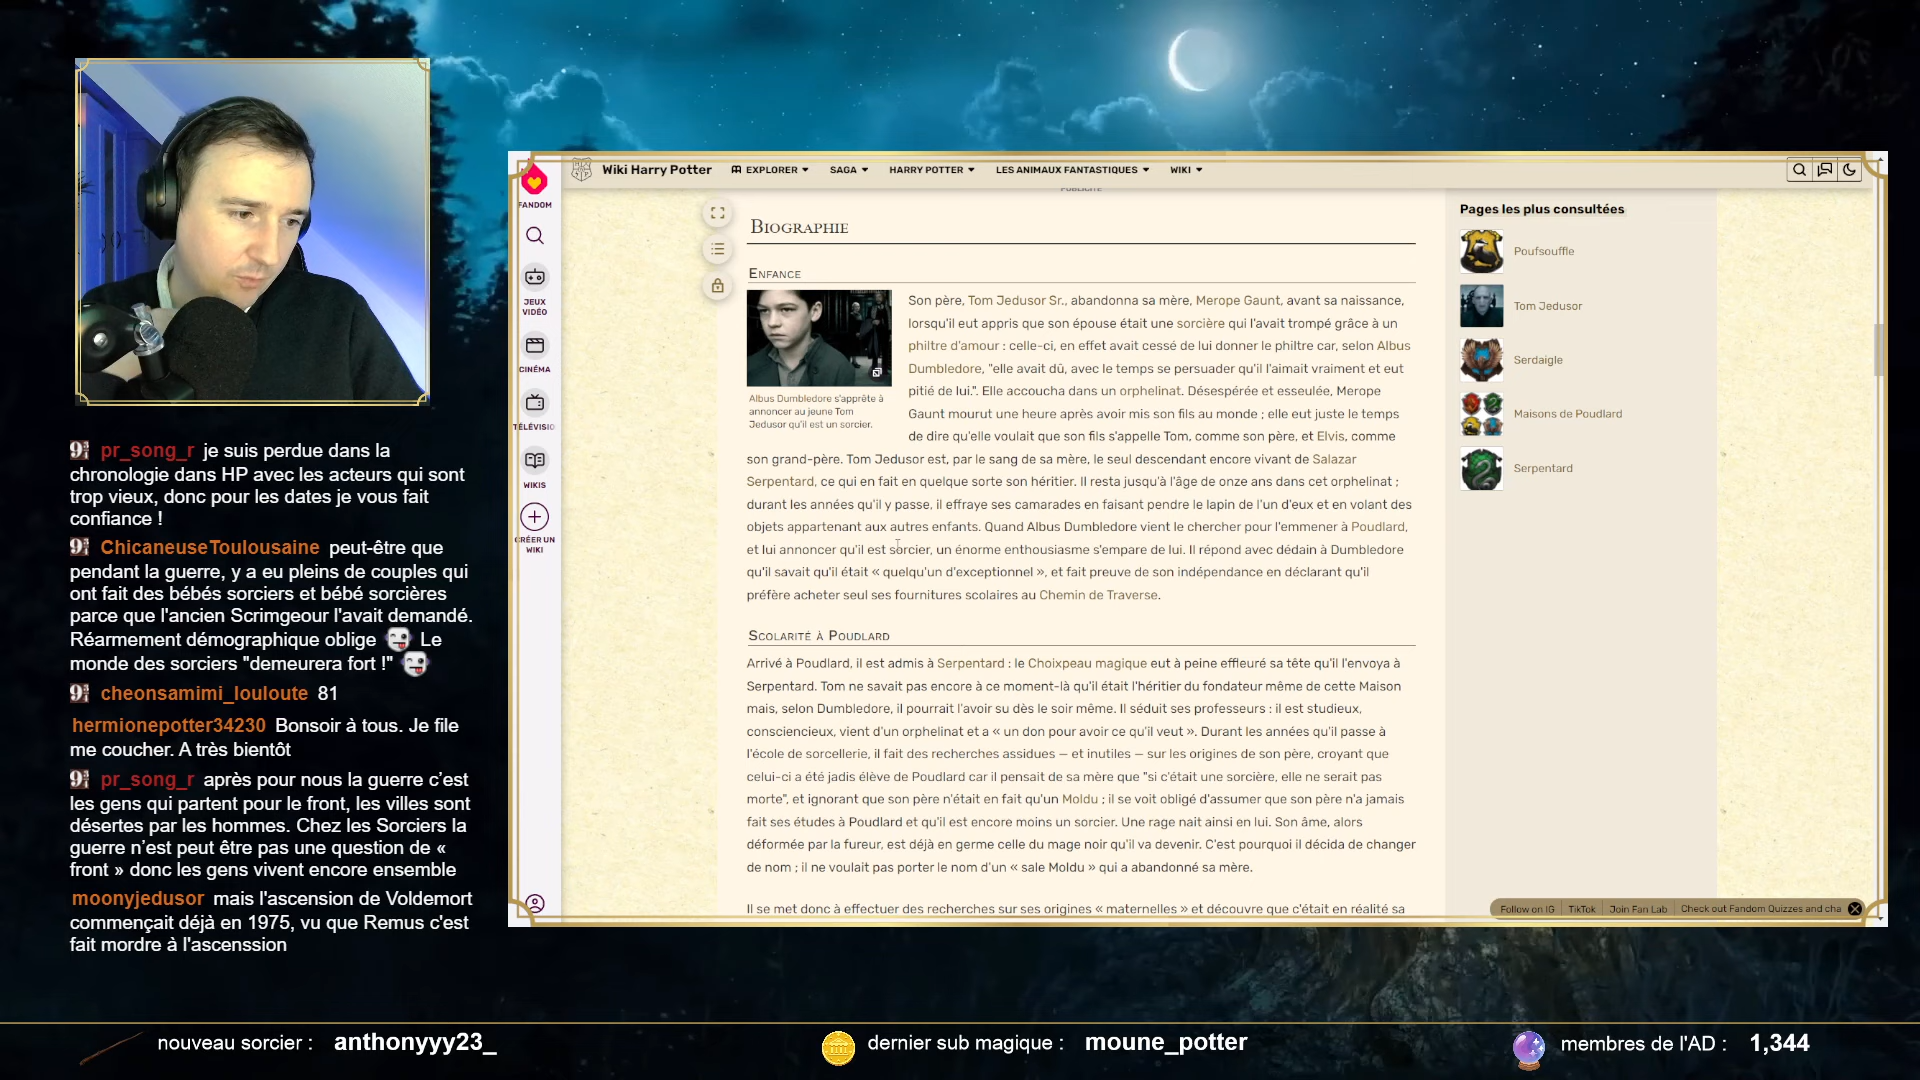 pr_song_r je suis perdue dans la
chronologie dans HP avec les acteurs qui sont
trop vieux, donc pour les dates je vous fait
confiance !
ChicaneuseToulousaine peut-être que
pendant la guerre, y a eu pleins de couples qui
ont fait des bébés sorciers et bébé sorcières
parce que l'ancien Scrimgeour l'avait demandé.
Réarmement démographique oblige Le
monde des sorciers "demeurera fort !"
cheonsamimi_louloute 81
hermionepotter34230 Bonsoir à tous. Je file
me coucher. A très bientôt
pr_song_r après pour nous la guerre c’est
les gens qui partent pour le front, les villes sont
désertes par les hommes. Chez les Sorciers la
guerre n’est peut être pas une question de «
front » donc les gens vivent encore ensemble
moonyjedusor mais l'ascension de Voldemort
commençait déjà en 1975, vu que Remus c'est
fait mordre à l'ascenssion
FANDOM
JEUX
VIDÉO
CINÉMA
TÉLÉVISIO
WIKIS
CRÉER UN
WIKI
Wiki Harry Potter EXPLORER SAGA HARRY POTTER LES ANIMAUX FANTASTIQUES WIKI
PUBLICITÉ
Biographie
Enfance
Albus Dumbledore s'apprête à
annoncer au jeune Tom
Jedusor qu'il est un sorcier.
Son père, Tom Jedusor Sr., abandonna sa mère, Merope Gaunt, avant sa naissance,
lorsqu'il eut appris que son épouse était une sorcière qui l'avait trompé grâce à un
philtre d'amour : celle-ci, en effet avait cessé de lui donner le philtre car, selon Albus
Dumbledore, "elle avait dû, avec le temps se persuader qu'il l'aimait vraiment et eut
pitié de lui.". Elle accoucha dans un orphelinat. Désespérée et esseulée, Merope
Gaunt mourut une heure après avoir mis son fils au monde ; elle eut juste le temps
de dire qu'elle voulait que son fils s'appelle Tom, comme son père, et Elvis, comme
son grand-père. Tom Jedusor est, par le sang de sa mère, le seul descendant encore vivant de Salazar
Serpentard, ce qui en fait en quelque sorte son héritier. Il resta jusqu'à l'âge de onze ans dans cet orphelinat ;
durant les années qu'il y passe, il effraye ses camarades en faisant pendre le lapin de l'un d'eux et en volant des
objets appartenant aux autres enfants. Quand Albus Dumbledore vient le chercher pour l'emmener à Poudlard,
et lui annoncer qu'il est sorcier, un énorme enthousiasme s'empare de lui. Il répond avec dédain à Dumbledore
qu'il savait qu'il était « quelqu'un d'exceptionnel », et fait preuve de son indépendance en déclarant qu'il
préfère acheter seul ses fournitures scolaires au Chemin de Traverse.
Scolarité à Poudlard
Arrivé à Poudlard, il est admis à Serpentard : le Choixpeau magique eut à peine effleuré sa tête qu'il l'envoya à
Serpentard. Tom ne savait pas encore à ce moment-là qu'il était l'héritier du fondateur même de cette Maison
mais, selon Dumbledore, il pourrait l'avoir su dès le soir même. Il séduit ses professeurs : il est studieux,
consciencieux, vient d'un orphelinat et a « un don pour avoir ce qu'il veut ». Durant les années qu'il passe à
l'école de sorcellerie, il fait des recherches assidues — et inutiles — sur les origines de son père, croyant que
celui-ci a été jadis élève de Poudlard car il pensait de sa mère que "si c'était une sorcière, elle ne serait pas
morte", et ignorant que son père n'était en fait qu'un Moldu ; il se voit obligé d'assumer que son père n'a jamais
fait ses études à Poudlard et qu'il est encore moins un sorcier. Une rage nait ainsi en lui. Son âme, alors
déformée par la fureur, est déjà en germe celle du mage noir qu'il va devenir. C'est pourquoi il décida de changer
de nom ; il ne voulait pas porter le nom d'un « sale Moldu » qui a abandonné sa mère.
Il se met donc à effectuer des recherches sur ses origines « maternelles » et découvre que c'était en réalité sa
Pages les plus consultées
Poufsouffle
Tom Jedusor
Serdaigle
Maisons de Poudlard
Serpentard
Follow on IG TikTok Join Fan Lab Check out Fandom Quizzes and cha
nouveau sorcier : anthonyyy23_
dernier sub magique : moune_potter
membres de l'AD : 1,344